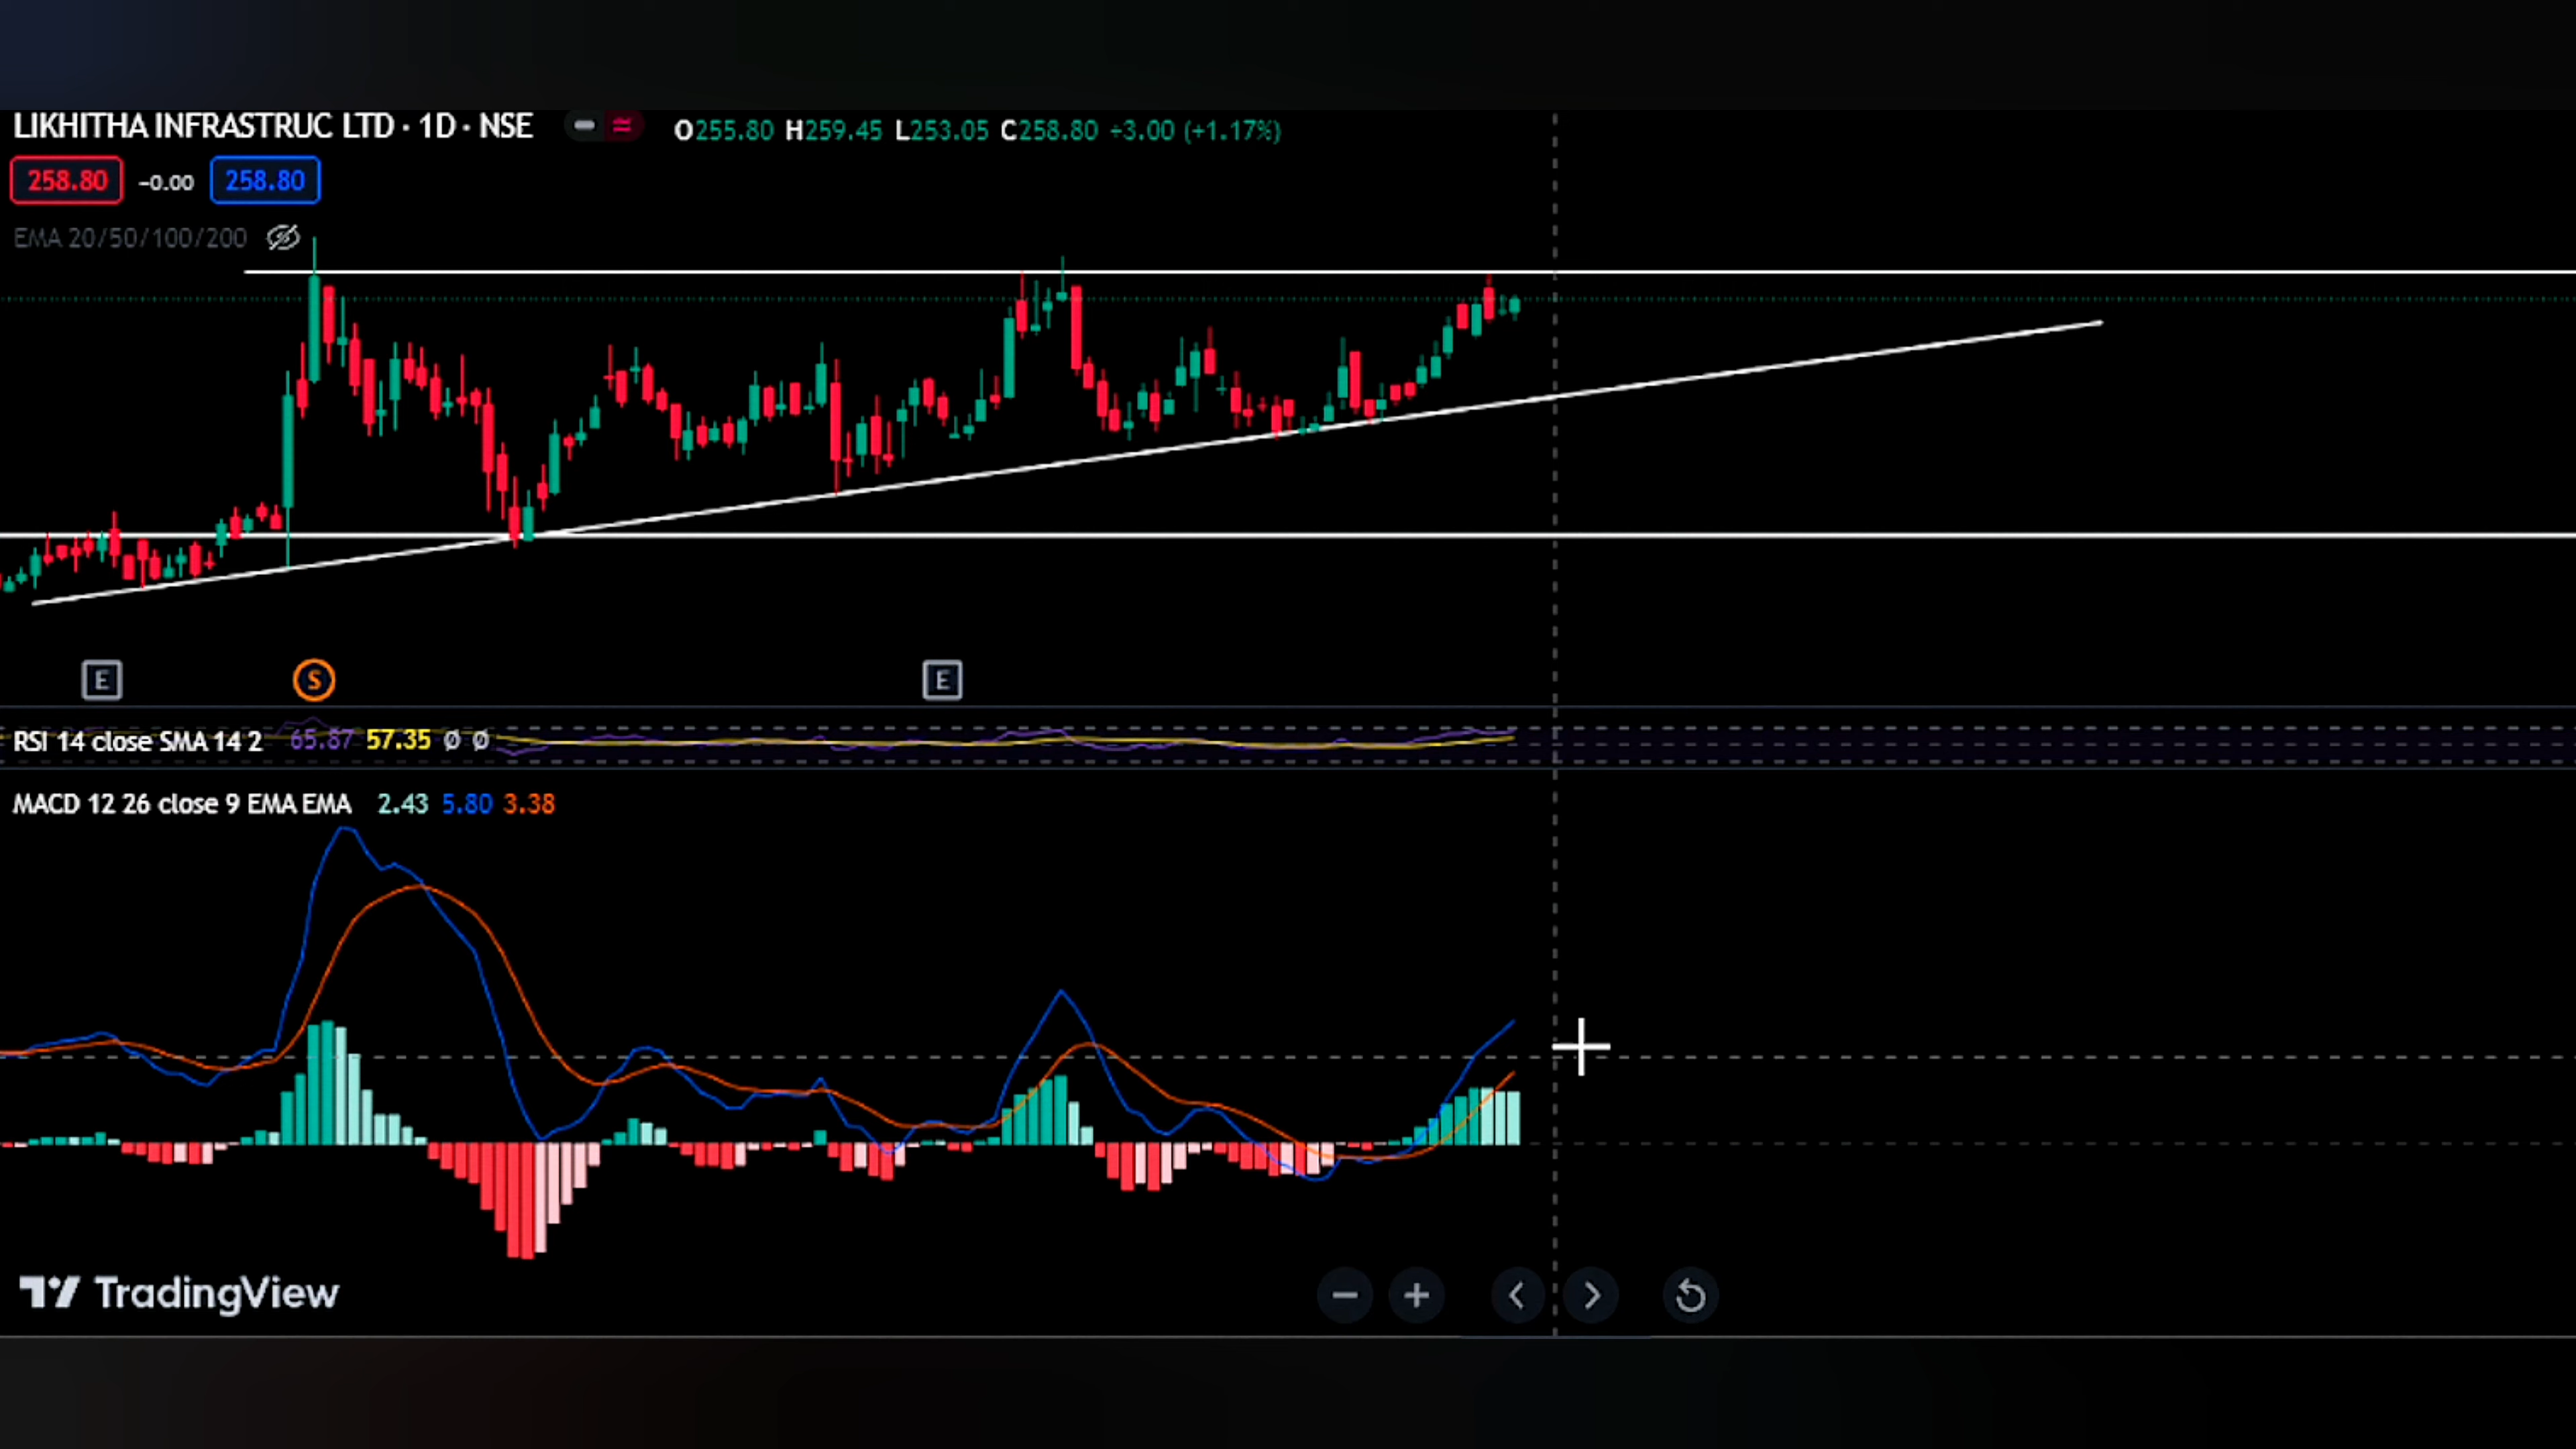 LIKHITHA INFRASTRUC LTD · 1D · NSE O255.80 H259.45 L253.05 C258.80 +3.00 (+1.17%)
258.80 −0.00 258.80
EMA 20/50/100/200
E S E
RSI 14 close SMA 14 2 65.87 57.35 Ø Ø
MACD 12 26 close 9 EMA EMA 2.43 5.80 3.38
TradingView